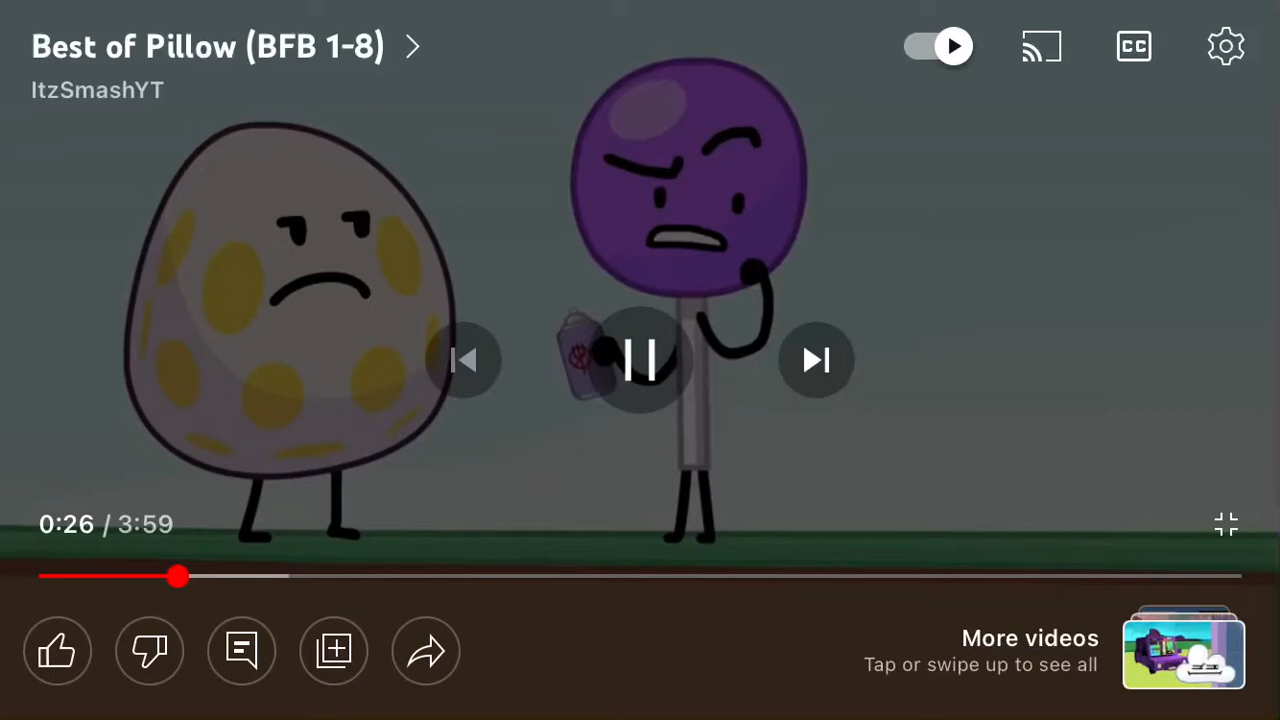 Best of Pillow (BFB 1-8)
ItzSmashYT
CC
0:26 / 3:59
More videos
Tap or swipe up to see all